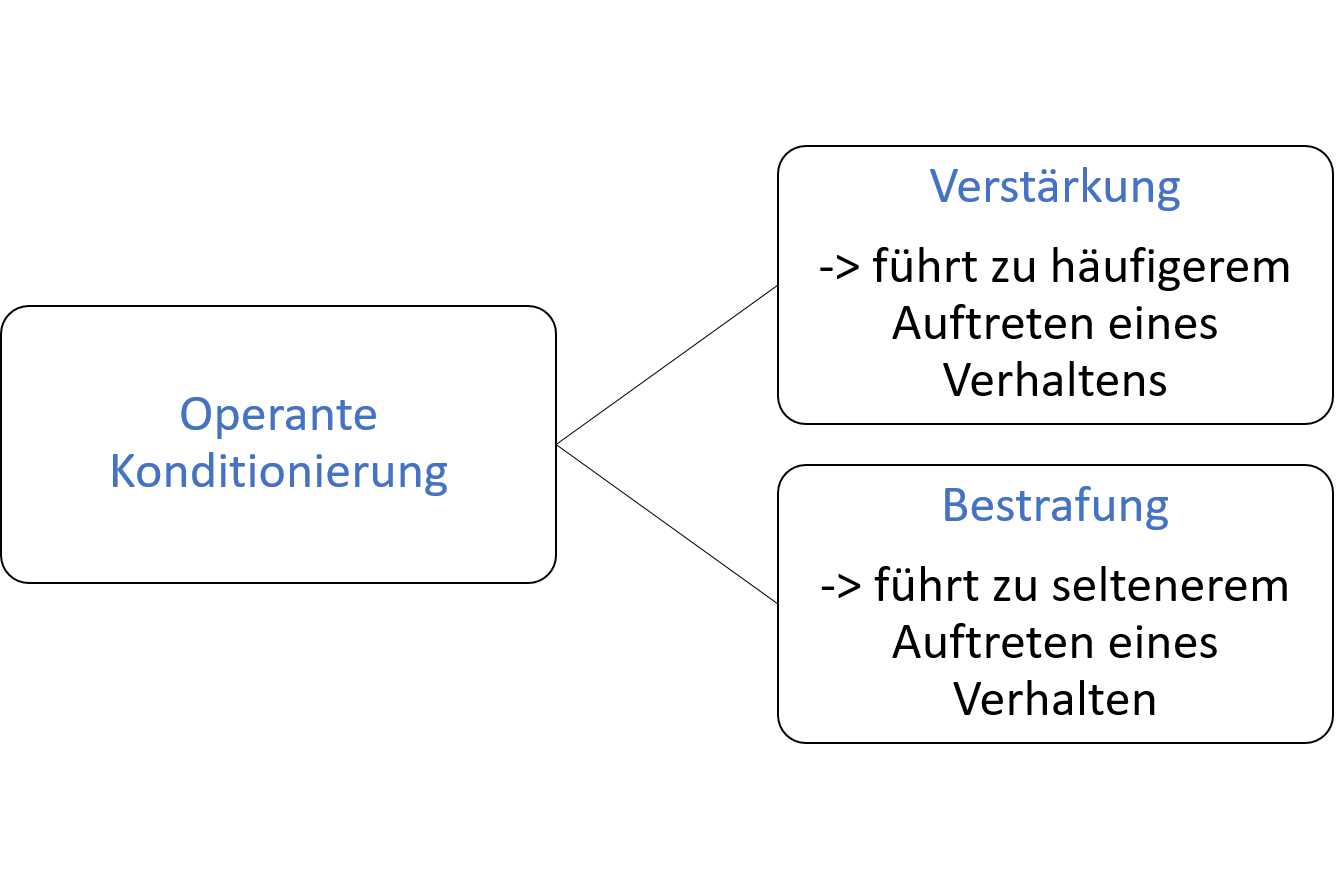 Operante
Konditionierung
Verstärkung
-> führt zu häufigerem
Auftreten eines
Verhaltens
Bestrafung
-> führt zu seltenerem
Auftreten eines
Verhalten